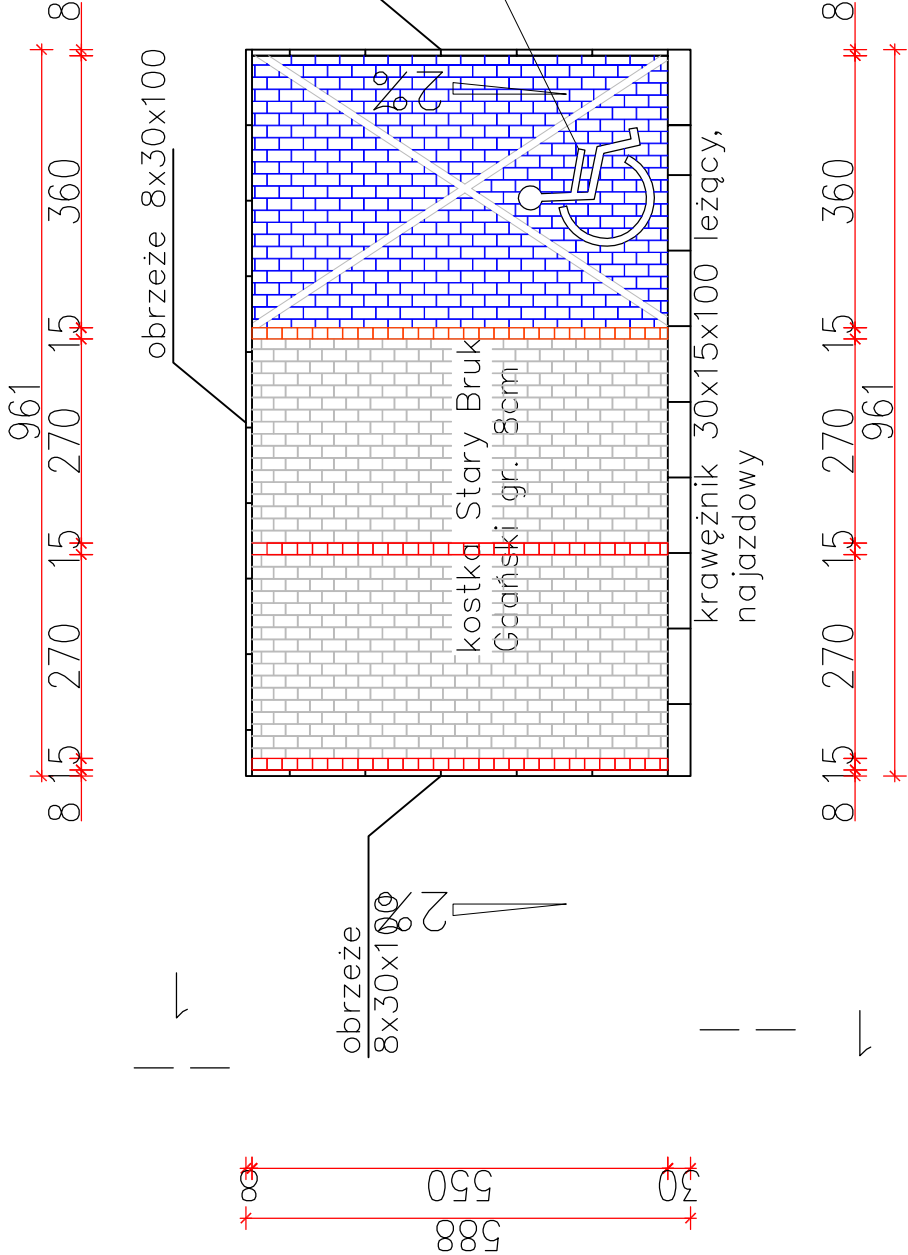 961
8 15 270 15 270 15 360 8
obrzeże 8x30x100
2%
kostka Stary Bruk
Gdański gr. 8cm
krawężnik 30x15x100 leżący,
najazdowy
obrzeże
8x30x100
2%
1
1
8 15 270 15 270 15 360 8
961
8 550 30
588